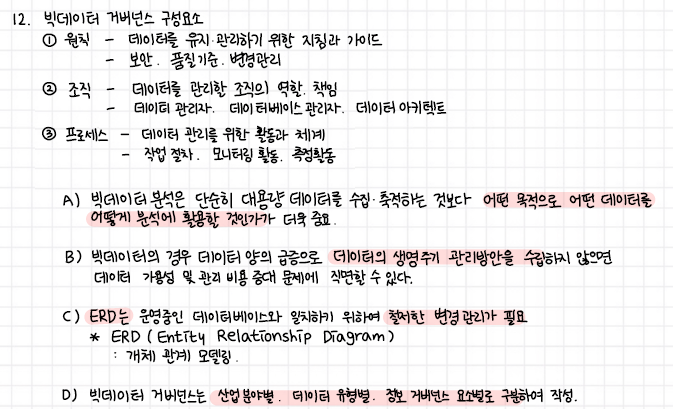 12. 빅데이터 거버넌스 구성요소
① 원칙 - 데이터를 유지·관리하기 위한 지침과 가이드
- 보안. 품질기준. 변경관리
② 조직 - 데이터를 관리할 조직의 역할. 책임
- 데이터 관리자. 데이터베이스 관리자. 데이터 아키텍트
③ 프로세스 - 데이터 관리를 위한 활동과 체계
- 작업 절차. 모니터링 활동. 측정활동
A) 빅데이터 분석은 단순히 대용량 데이터를 수집·축적하는 것보다 어떤 목적으로 어떤 데이터를
어떻게 분석에 활용할 것인가가 더욱 중요.
B) 빅데이터의 경우 데이터 양의 급증으로 데이터의 생명주기 관리방안을 수립하지 않으면
데이터 가용성 및 관리 비용 증대 문제에 직면할 수 있다.
C) ERD는 운영중인 데이터베이스와 일치하기 위하여 철저한 변경관리가 필요
* ERD (Entity Relationship Diagram)
: 개체 관계 모델링.
D) 빅데이터 거버넌스는 산업분야별. 데이터 유형별. 정보 거버넌스 요소별로 구분하여 작성.